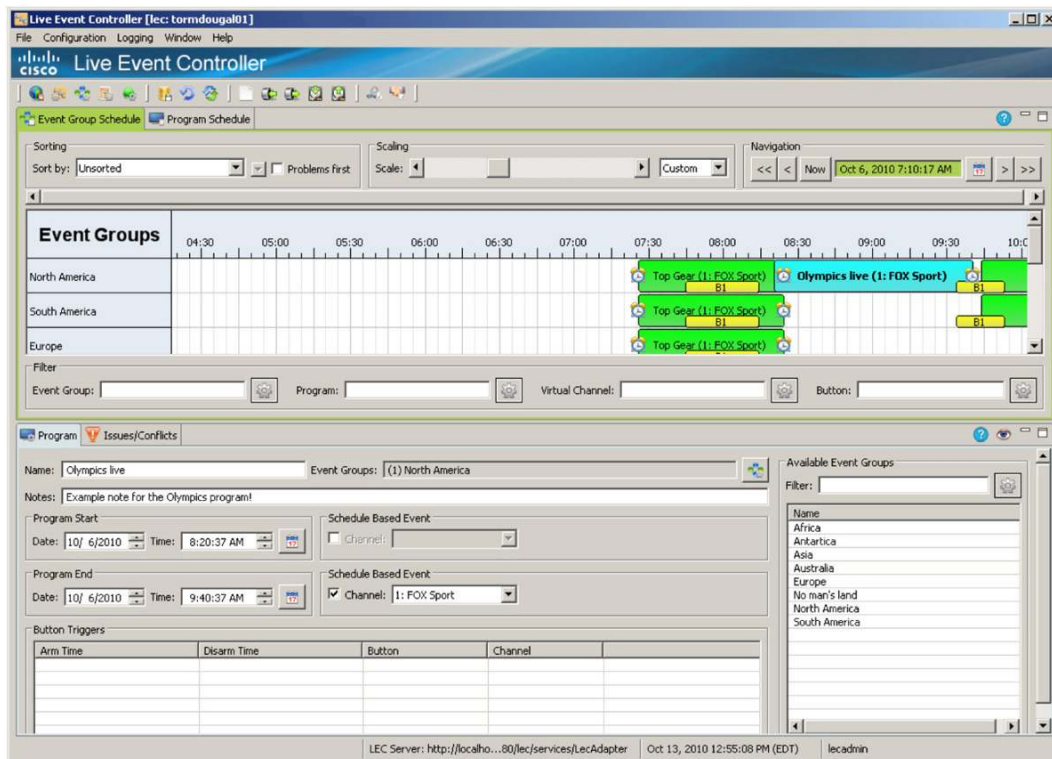 Live Event Controller [lec: tormdougal01]
File Configuration Logging Window Help
CISCO Live Event Controller
Event Group Schedule Program Schedule
Sorting Scaling Navigation
Sort by: Unsorted Problems first Scale: Custom << < Now Oct 6, 2010 7:10:17 AM > >>
Event Groups 04:30 05:00 05:30 06:00 06:30 07:00 07:30 08:00 08:30 09:00 09:30 10:0
North America Top Gear (1: FOX Sport) Olympics live (1: FOX Sport)
B1 B1
South America Top Gear (1: FOX Sport)
B1 B1
Europe Top Gear (1: FOX Sport)
Filter
Event Group: Program: Virtual Channel: Button:
Program Issues/Conflicts
Name: Olympics live Event Groups: (1) North America
Notes: Example note for the Olympics program!
Program Start Schedule Based Event
Date: 10/ 6/2010 Time: 8:20:37 AM Channel:
Program End Schedule Based Event
Date: 10/ 6/2010 Time: 9:40:37 AM Channel: 1: FOX Sport
Button Triggers
Arm Time Disarm Time Button Channel
Available Event Groups
Filter:
Name
Africa
Antartica
Asia
Australia
Europe
No man's land
North America
South America
LEC Server: http://localho...80/lec/services/LecAdapter Oct 13, 2010 12:55:08 PM (EDT) lecadmin